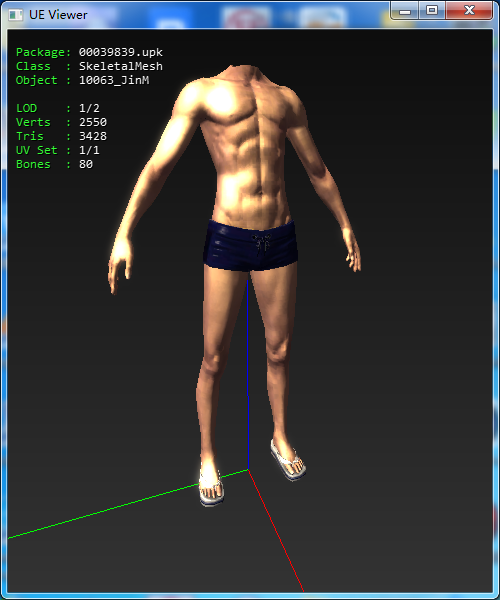 UE Viewer
Package: 00039839.upk
Class : SkeletalMesh
Object : 10063_JinM
LOD : 1/2
Verts : 2550
Tris : 3428
UV Set : 1/1
Bones : 80